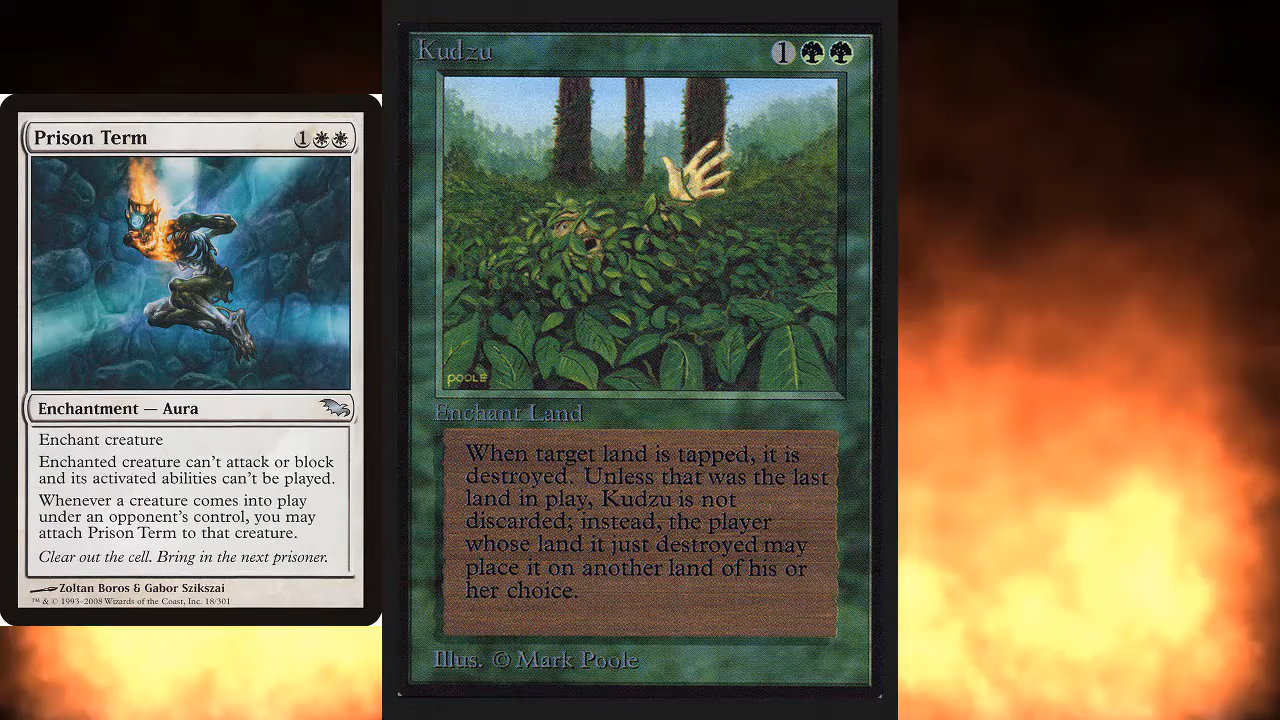 Prison Term 1
Enchantment — Aura
Enchant creature
Enchanted creature can't attack or block
and its activated abilities can't be played.
Whenever a creature comes into play
under an opponent's control, you may
attach Prison Term to that creature.
Clear out the cell. Bring in the next prisoner.
Zoltan Boros & Gabor Szikszai
™ & © 1993–2008 Wizards of the Coast, Inc. 18/301
Kudzu 1
POOLE
Enchant Land
When target land is tapped, it is
destroyed. Unless that was the last
land in play, Kudzu is not
discarded; instead, the player
whose land it just destroyed may
place it on another land of his or
her choice.
Illus. © Mark Poole